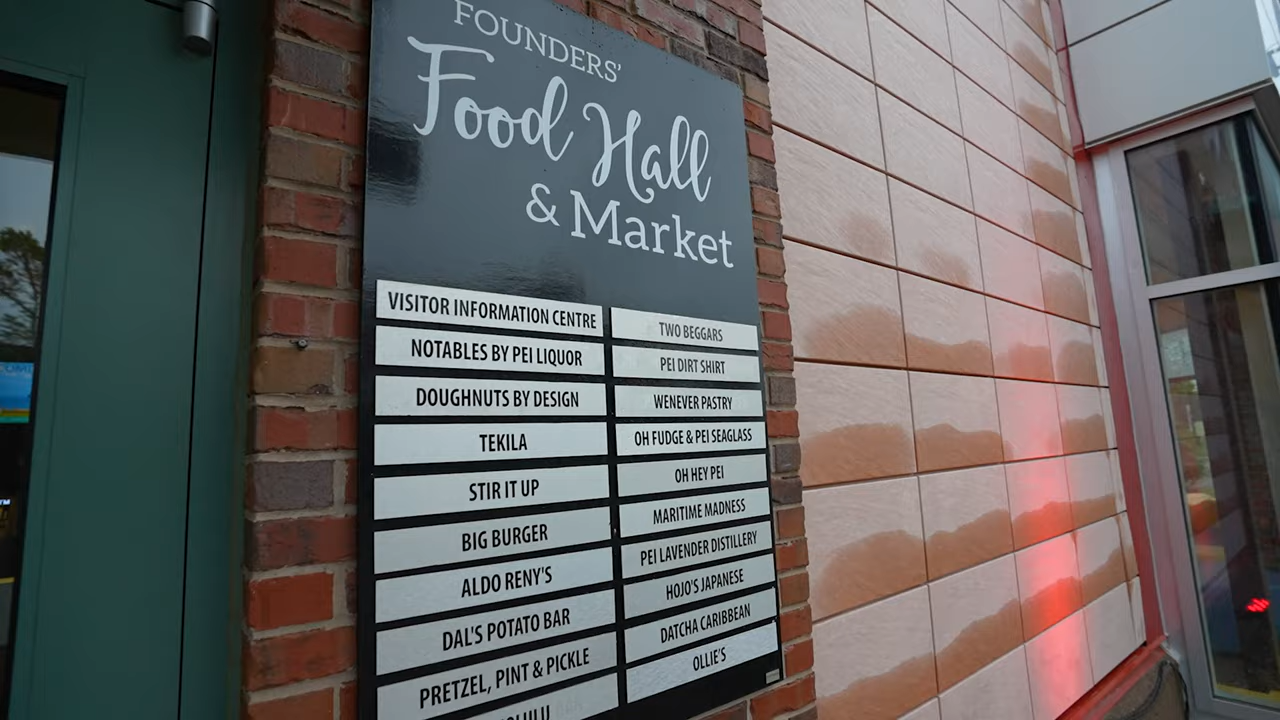 FOUNDERS'
Food Hall
& Market
VISITOR INFORMATION CENTRE
NOTABLES BY PEI LIQUOR
DOUGHNUTS BY DESIGN
TEKILA
STIR IT UP
BIG BURGER
ALDO RENY'S
DAL'S POTATO BAR
PRETZEL, PINT & PICKLE
TWO BEGGARS
PEI DIRT SHIRT
WENEVER PASTRY
OH FUDGE & PEI SEAGLASS
OH HEY PEI
MARITIME MADNESS
PEI LAVENDER DISTILLERY
HOJO'S JAPANESE
DATCHA CARIBBEAN
OLLIE'S